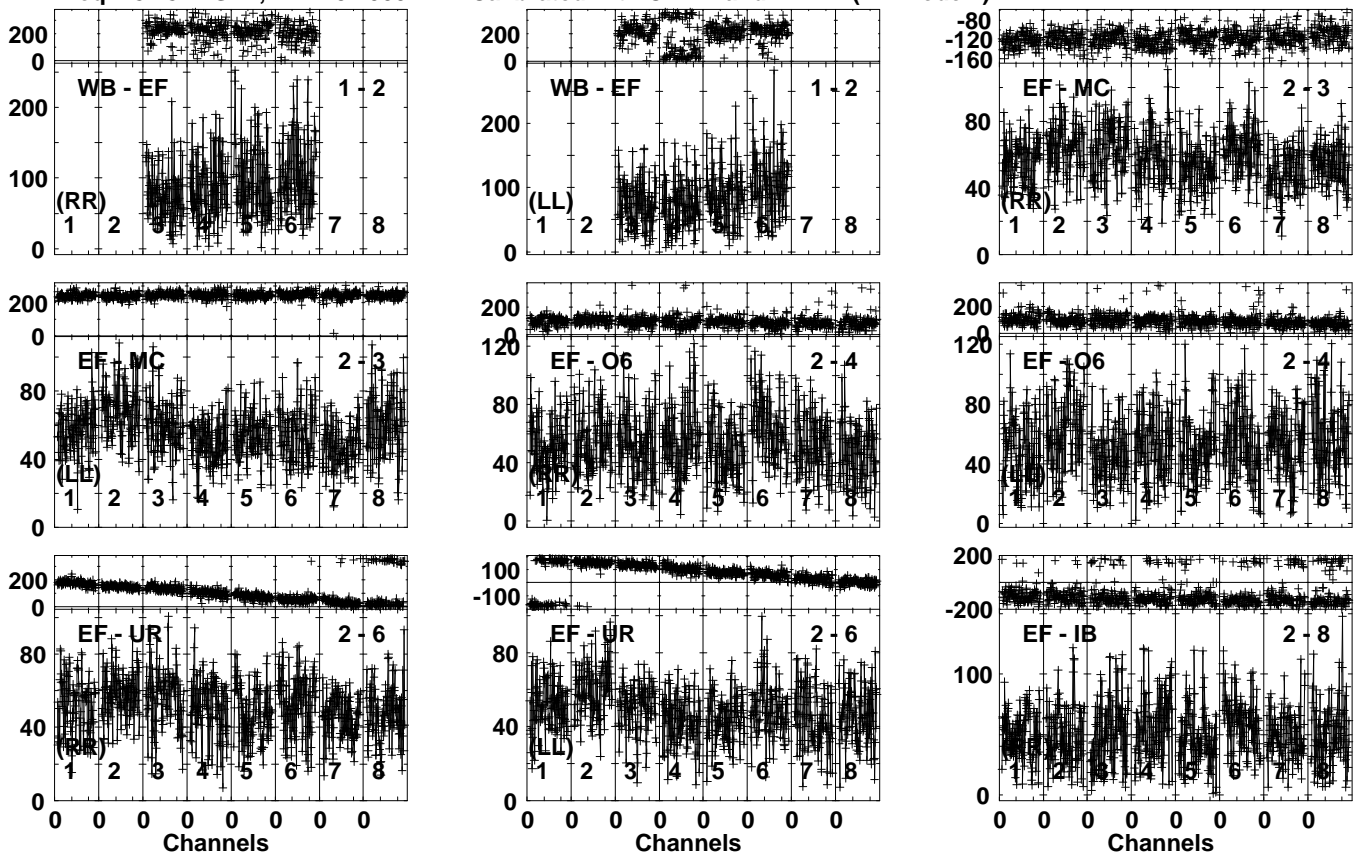 200
0
WB - EF 1 - 2
200
100
0
(RR)
1 2 3 4 5 6 7 8
200
0
WB - EF 1 - 2
200
100
0
(LL)
1 2 3 4 5 6 7 8
-80
-120
-160
EF - MC 2 - 3
80
40
0
(RR)
1 2 3 4 5 6 7 8
200
0
EF - MC 2 - 3
80
40
0
(LL)
1 2 3 4 5 6 7 8
200
0
120
EF - O6 2 - 4
80
40
0
(RR)
1 2 3 4 5 6 7 8
200
0
120
EF - O6 2 - 4
80
40
0
(LL)
1 2 3 4 5 6 7 8
200
0
EF - UR 2 - 6
80
40
0
(RR)
1 2 3 4 5 6 7 8
0 0 0 0 0 0 0 0
Channels
100
-100
EF - UR 2 - 6
80
40
0
(LL)
1 2 3 4 5 6 7 8
0 0 0 0 0 0 0 0
Channels
200
-200
EF - IB 2 - 8
100
0
1 2 3 4 5 6 7 8
0 0 0 0 0 0 0 0
Channels